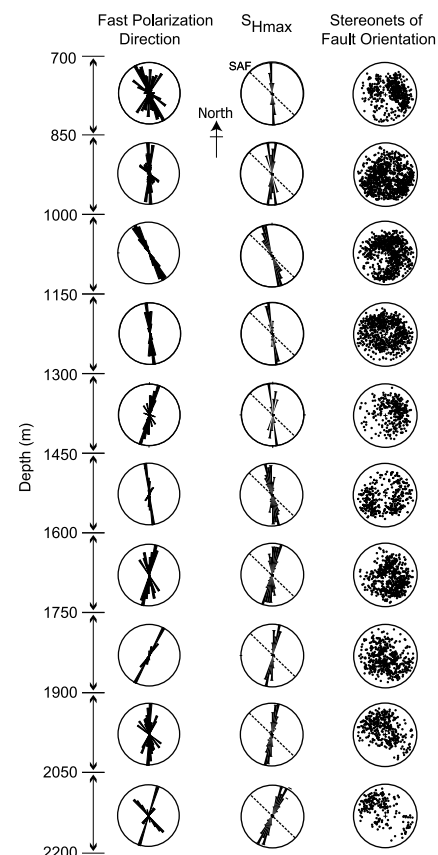 Fast Polarization
Direction
SHmax
Stereonets of
Fault Orientation
700
SAF
North
850
1000
1150
1300
Depth (m)
1450
1600
1750
1900
2050
2200